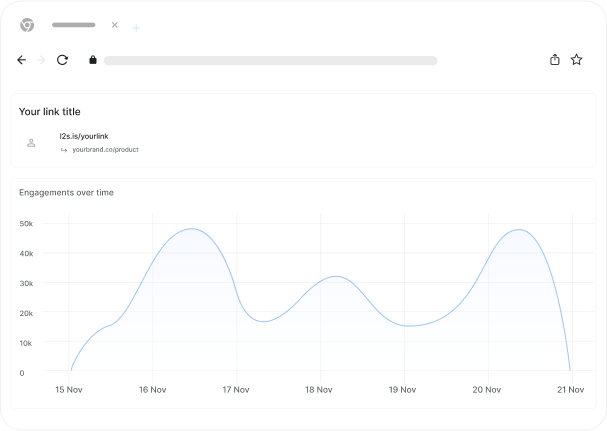 Your link title
l2s.is/yourlink
yourbrand.co/product
Engagements over time
50k
40k
30k
20k
10k
0
15 Nov
16 Nov
17 Nov
18 Nov
19 Nov
20 Nov
21 Nov